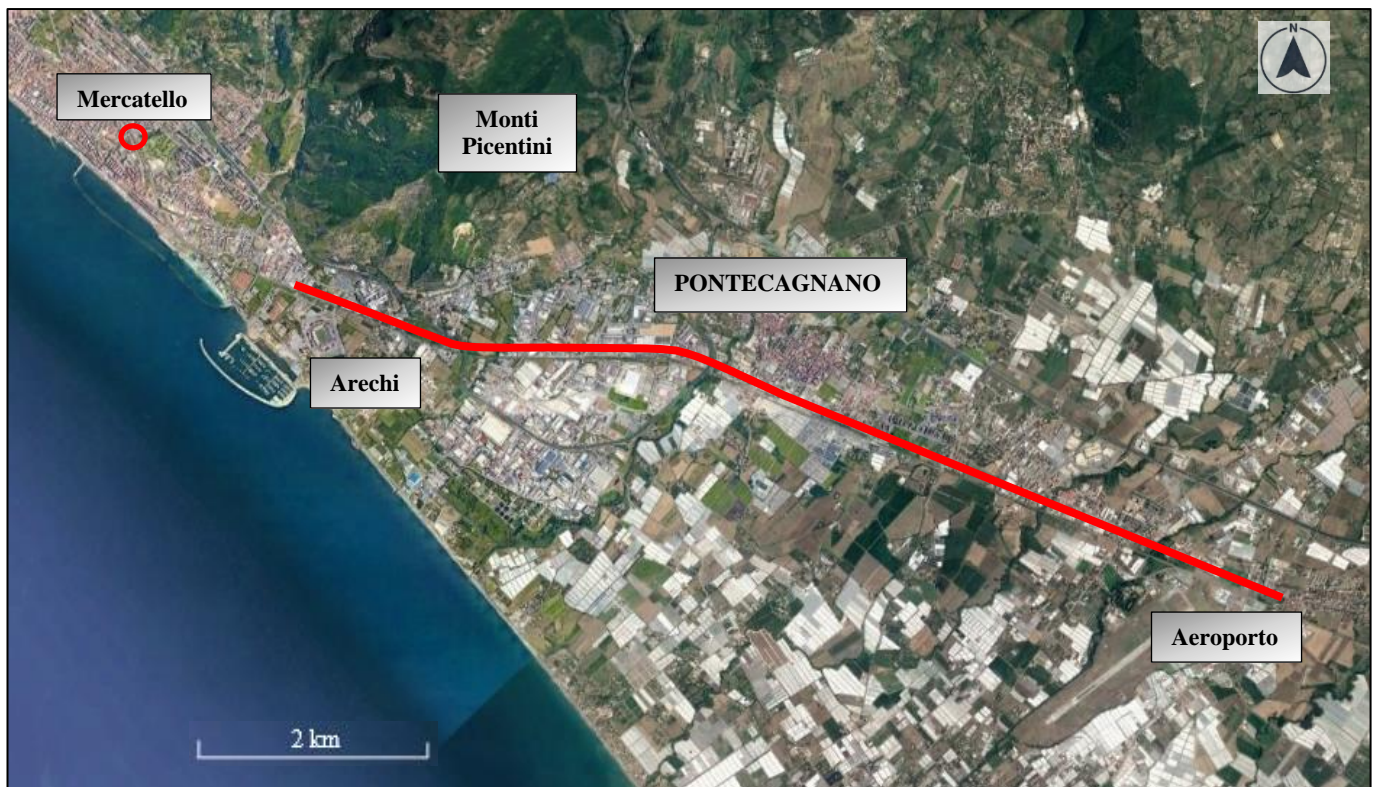 N
Mercatello
Monti
Picentini
PONTECAGNANO
Arechi
Aeroporto
2 km